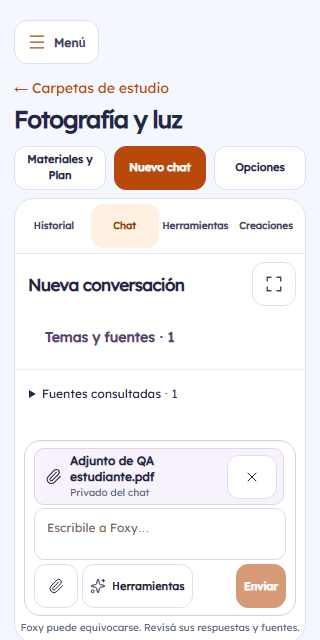 Menú
← Carpetas de estudio
Fotografía y luz
Materiales y
Plan
Nuevo chat
Opciones
Historial
Chat
Herramientas
Creaciones
Nueva conversación
Temas y fuentes · 1
Fuentes consultadas · 1
Adjunto de QA
estudiante.pdf
Privado del chat
Escribile a Foxy...
Herramientas
Enviar
Foxy puede equivocarse. Revisá sus respuestas y fuentes.